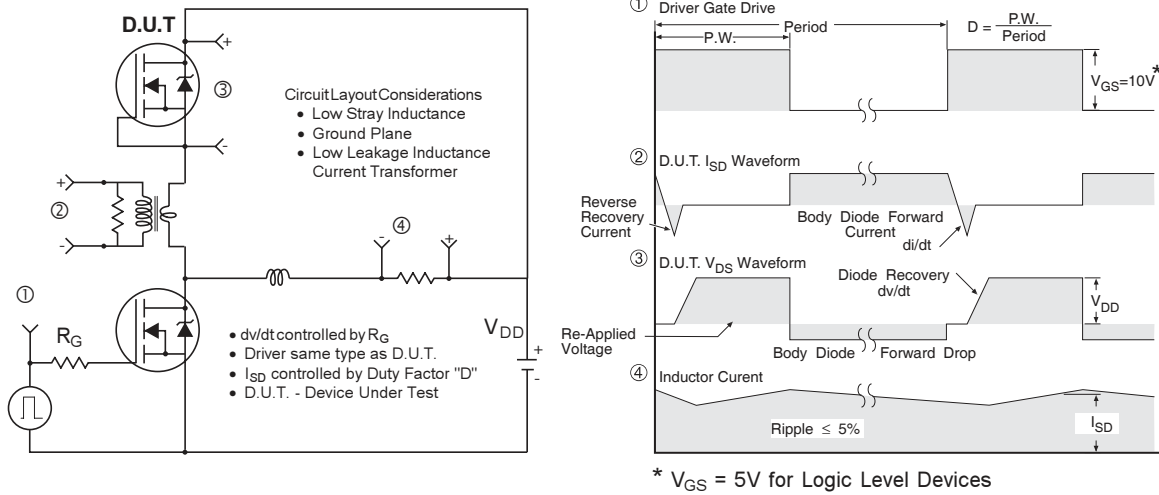 D.U.T
+
③
-
Circuit Layout Considerations
• Low Stray Inductance
• Ground Plane
• Low Leakage Inductance
Current Transformer
+
②
-
④
-
+
①
R_G
• dv/dt controlled by R_G
• Driver same type as D.U.T.
• I_SD controlled by Duty Factor "D"
• D.U.T. - Device Under Test
V_DD
+
-
① Driver Gate Drive
Period
P.W.
D = P.W. / Period
V_GS=10V *
② D.U.T. I_SD Waveform
Reverse
Recovery
Current
Body Diode Forward
Current
di/dt
③ D.U.T. V_DS Waveform
Diode Recovery
dv/dt
V_DD
Re-Applied
Voltage
Body Diode Forward Drop
④ Inductor Curent
Ripple ≤ 5%
I_SD
* V_GS = 5V for Logic Level Devices